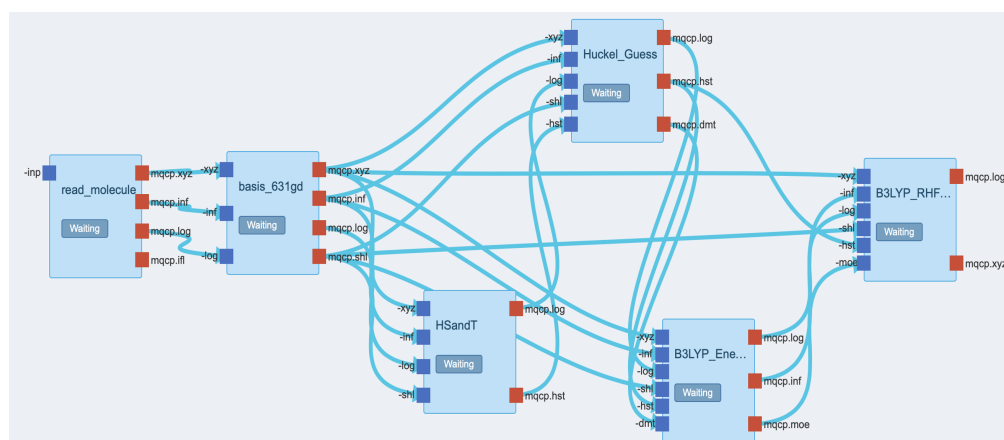 -inp
read_molecule
Waiting
mqcp.xyz
mqcp.inf
mqcp.log
mqcp.ifl
-xyz
-inf
-log
basis_631gd
Waiting
mqcp.xyz
mqcp.inf
mqcp.log
mqcp.shl
-xyz
-inf
-log
-shl
HSandT
Waiting
mqcp.log
mqcp.hst
-xyz
-inf
-log
-shl
-hst
Huckel_Guess
Waiting
mqcp.log
mqcp.hst
mqcp.dmt
-xyz
-inf
-log
-shl
-hst
-dmt
B3LYP_Ene...
Waiting
mqcp.log
mqcp.inf
mqcp.moe
-xyz
-inf
-log
-shl
-hst
-moe
B3LYP_RHF...
Waiting
mqcp.log
mqcp.xyz